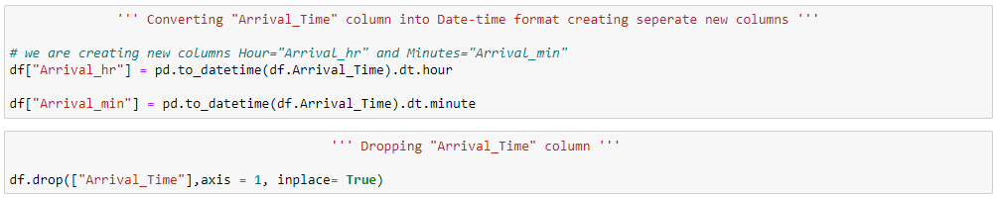 ''' Converting "Arrival_Time" column into Date-time format creating seperate new columns '''
# we are creating new columns Hour="Arrival_hr" and Minutes="Arrival_min"
df["Arrival_hr"] = pd.to_datetime(df.Arrival_Time).dt.hour
df["Arrival_min"] = pd.to_datetime(df.Arrival_Time).dt.minute
''' Dropping "Arrival_Time" column '''
df.drop(["Arrival_Time"],axis = 1, inplace= True)